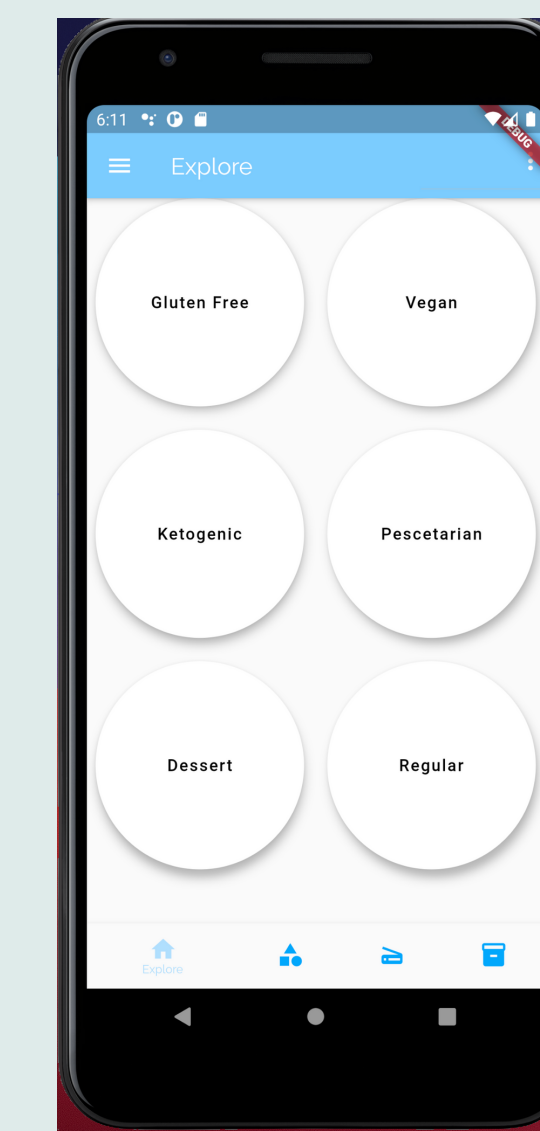 6:11
DEBUG
Explore
Gluten Free
Vegan
Ketogenic
Pescetarian
Dessert
Regular
Explore